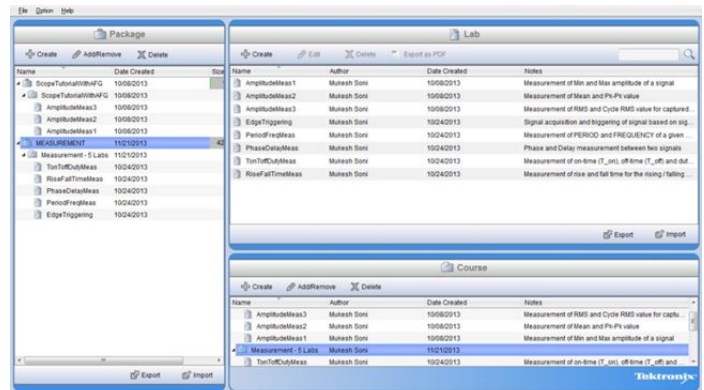 File Option Help
Package
Create Add/Remove Delete
Name Date Created Size
ScopeTutorialWithAFG 10/08/2013
ScopeTutorialWithAFG 10/08/2013
AmplitudeMeas3 10/08/2013
AmplitudeMeas2 10/08/2013
AmplitudeMeas1 10/08/2013
MEASUREMENT 11/21/2013 42
Measurement - 5 Labs 11/21/2013
TonToffDutyMeas 10/24/2013
RiseFallTimeMeas 10/24/2013
PhaseDelayMeas 10/24/2013
PeriodFreqMeas 10/24/2013
EdgeTriggering 10/24/2013
Export Import
Lab
Create Edit Delete Export as PDF
Name Author Date Created Notes
AmplitudeMeas1 Mukesh Soni 10/08/2013 Measurement of Min and Max amplitude of a signal
AmplitudeMeas2 Mukesh Soni 10/08/2013 Measurement of Mean and Pk-Pk value
AmplitudeMeas3 Mukesh Soni 10/08/2013 Measurement of RMS and Cycle RMS value for captured...
EdgeTriggering Mukesh Soni 10/24/2013 Signal acquisition and triggering of signal based on sig...
PeriodFreqMeas Mukesh Soni 10/24/2013 Measurement of PERIOD and FREQUENCY of a given ...
PhaseDelayMeas Mukesh Soni 10/24/2013 Phase and Delay measurement between two signals
TonToffDutyMeas Mukesh Soni 10/24/2013 Measurement of on-time (T_on), off-time (T_off) and dut...
RiseFallTimeMeas Mukesh Soni 10/24/2013 Measurement of rise and fall time for the rising / falling ...
Export Import
Course
Create Add/Remove Delete
Name Author Date Created Notes
AmplitudeMeas3 Mukesh Soni 10/08/2013 Measurement of RMS and Cycle RMS value for captu...
AmplitudeMeas2 Mukesh Soni 10/08/2013 Measurement of Mean and Pk-Pk value
AmplitudeMeas1 Mukesh Soni 10/08/2013 Measurement of Min and Max amplitude of a signal
Measurement - 5 Labs Mukesh Soni 11/21/2013
TonToffDutyMeas Mukesh Soni 10/24/2013 Measurement of on-time (T_on), off-time (T_off) and ...
Tektronix